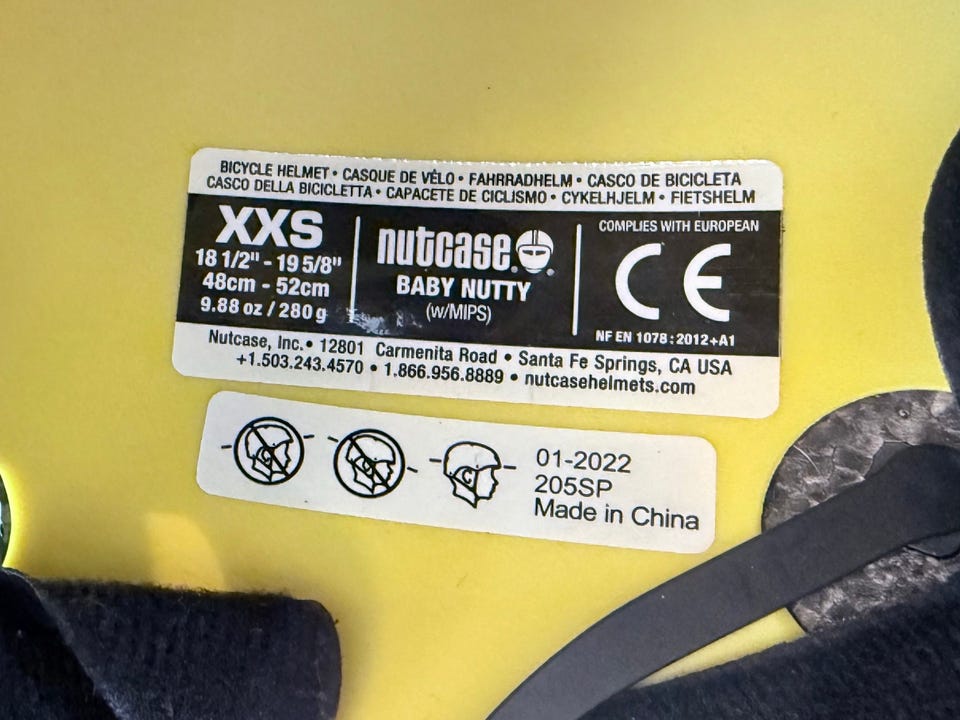 BICYCLE HELMET • CASQUE DE VÉLO • FAHRRADHELM • CASCO DE BICICLETA
CASCO DELLA BICICLETTA • CAPACETE DE CICLISMO • CYKELHJELM • FIETSHELM
XXS
18 1/2" - 19 5/8"
48cm - 52cm
9.88 oz / 280 g
nutcase®
BABY NUTTY
(w/MIPS)
COMPLIES WITH EUROPEAN
CE
NF EN 1078:2012+A1
Nutcase, Inc. • 12801 Carmenita Road • Santa Fe Springs, CA USA
+1.503.243.4570 • 1.866.956.8889 • nutcasehelmets.com
C C C
01-2022
205SP
Made in China